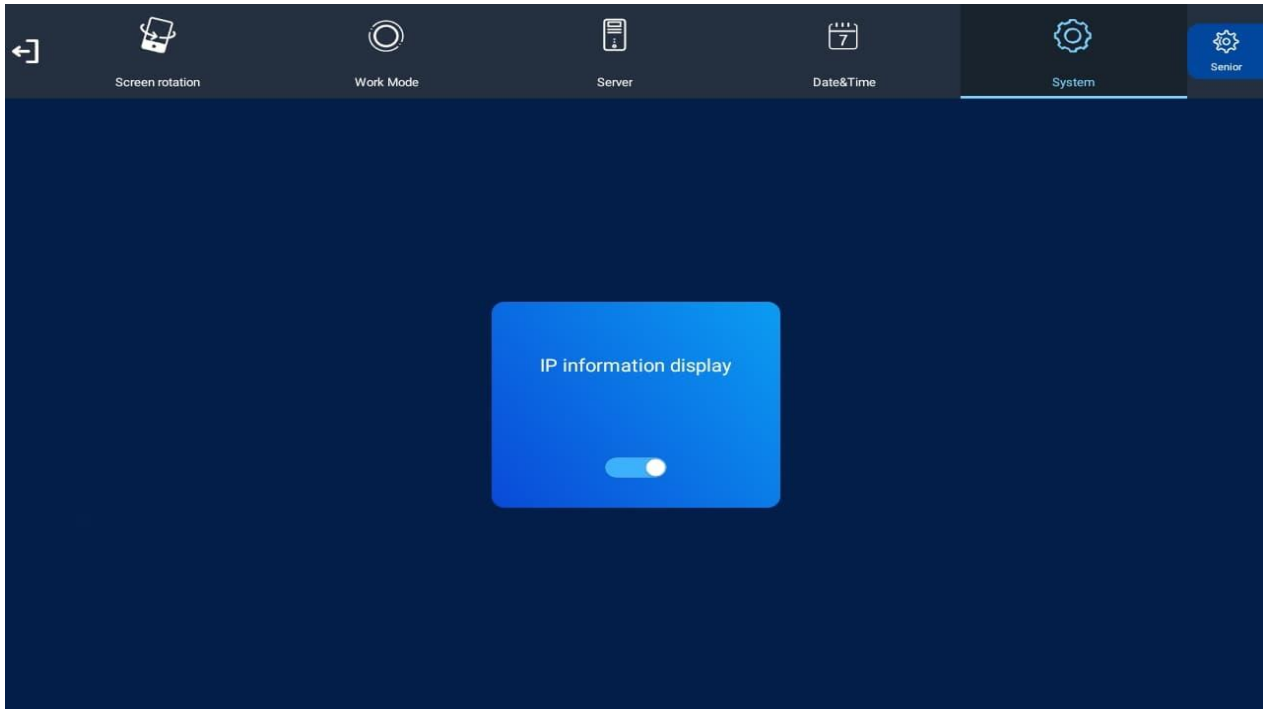 Screen rotation
Work Mode
Server
7
Date&Time
System
Senior
IP information display